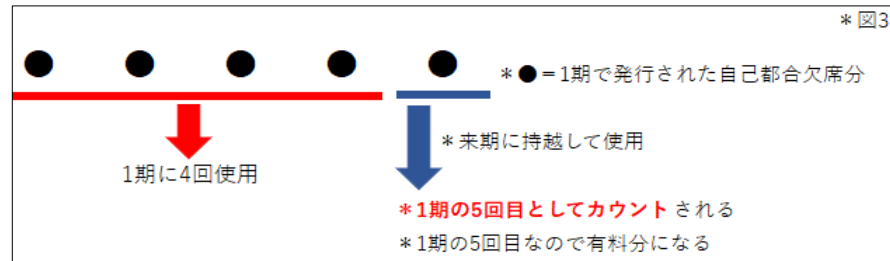 ＊図3
＊●＝1期で発行された自己都合欠席分
＊来期に持越して使用
1期に4回使用
＊1期の5回目としてカウント される
＊1期の5回目なので有料分になる